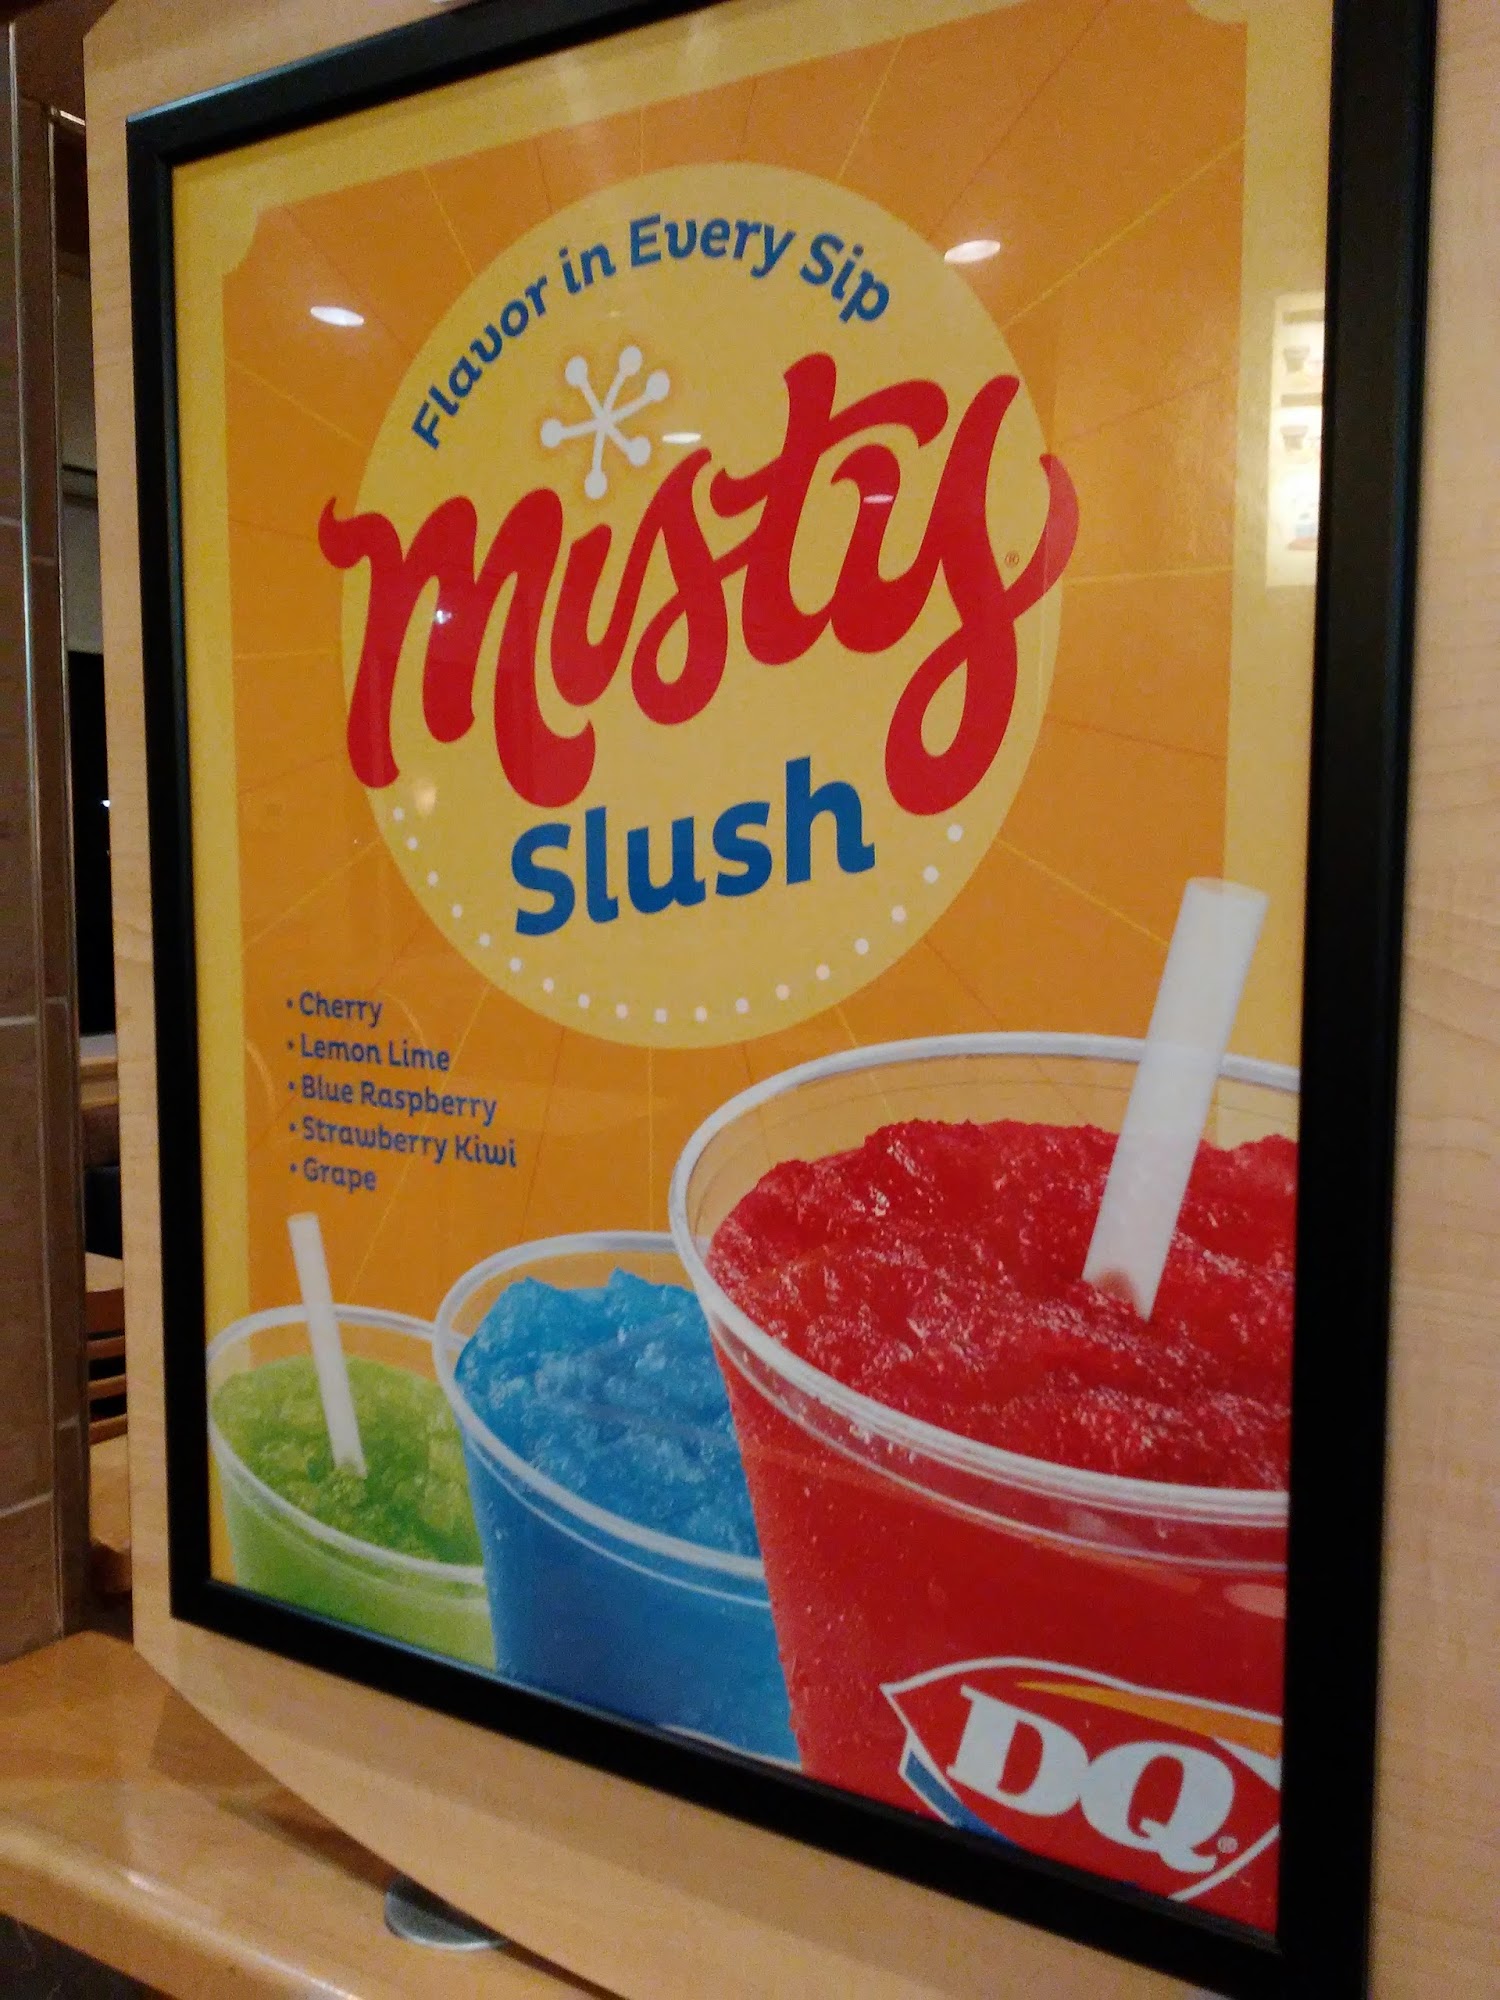 Flavor in Every Sip
Misty®
Slush
• Cherry
• Lemon Lime
• Blue Raspberry
• Strawberry Kiwi
• Grape
DQ®